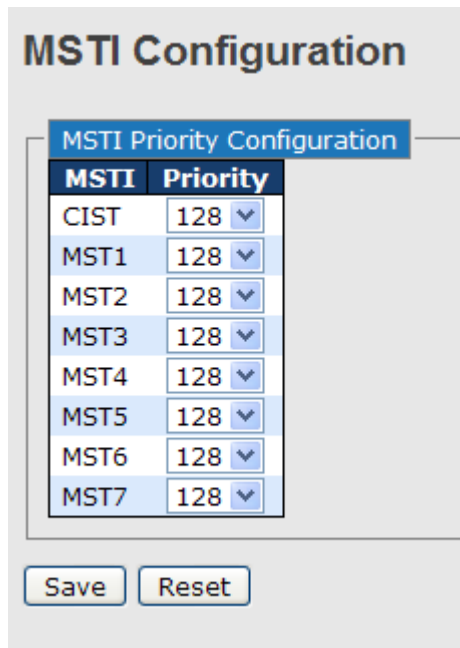 MSTI Configuration
MSTI Priority Configuration
MSTI Priority
CIST 128
MST1 128
MST2 128
MST3 128
MST4 128
MST5 128
MST6 128
MST7 128
Save Reset